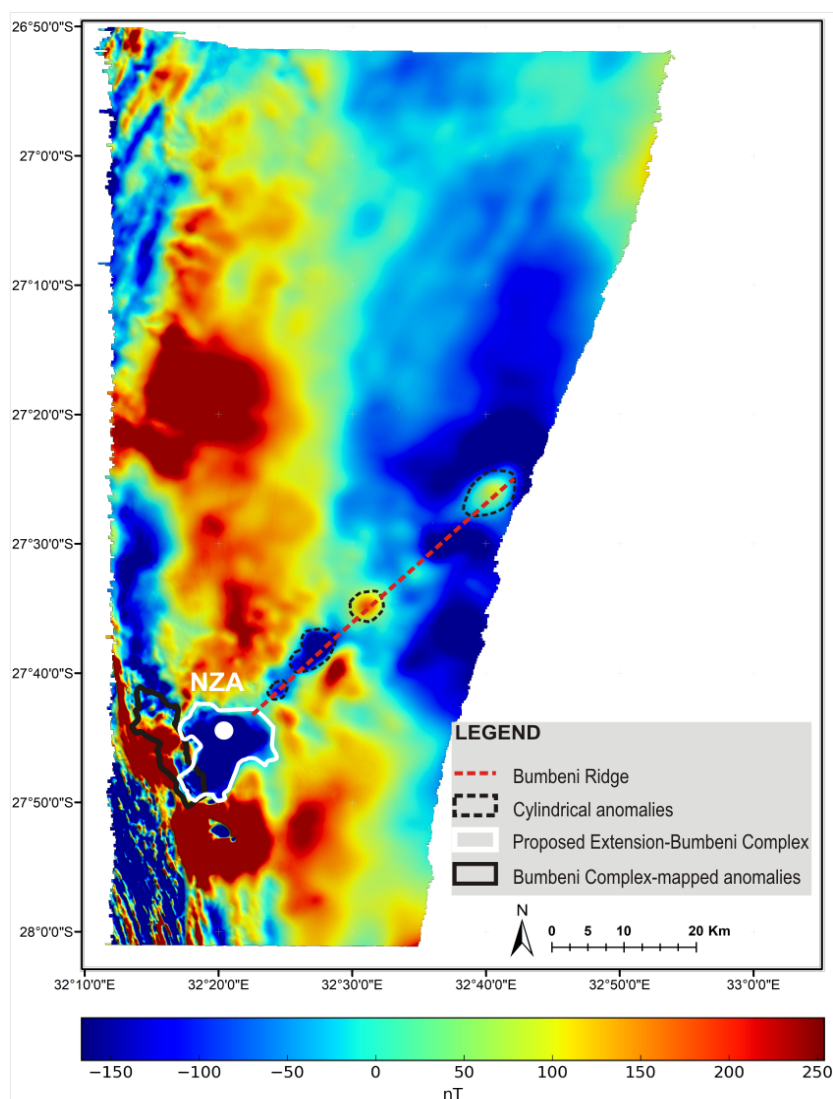 26°50'0"S
27°0'0"S
27°10'0"S
27°20'0"S
27°30'0"S
27°40'0"S
NZA
LEGEND
Bumbeni Ridge
Cylindrical anomalies
27°50'0"S
Proposed Extension-Bumbeni Complex
Bumbeni Complex-mapped anomalies
N
28°0'0"S
0 5 10 20 Km
32°10'0"E 32°20'0"E 32°30'0"E 32°40'0"E 32°50'0"E 33°0'0"E
−150 −100 −50 0 50 100 150 200 250
nT